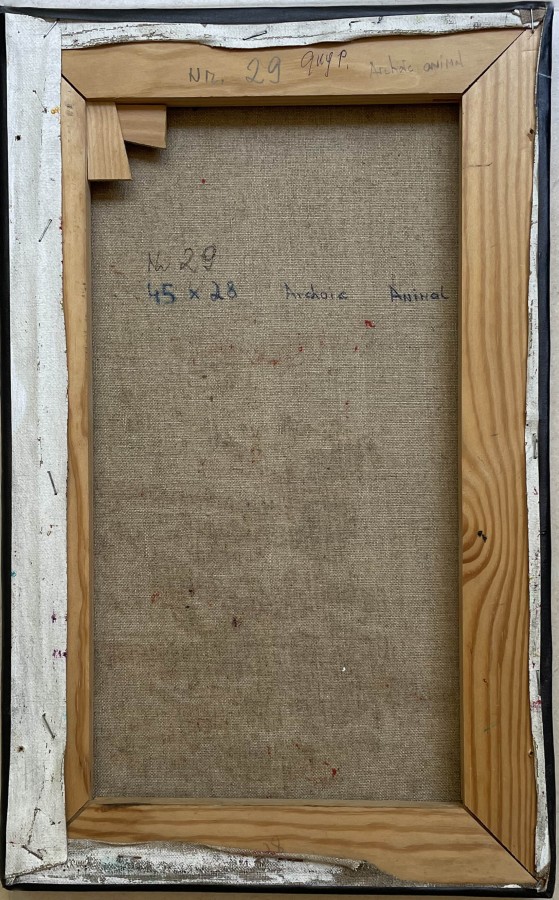 Nr. 29 Archaic animal
Nr 29
45 x 28 Archaic Animal